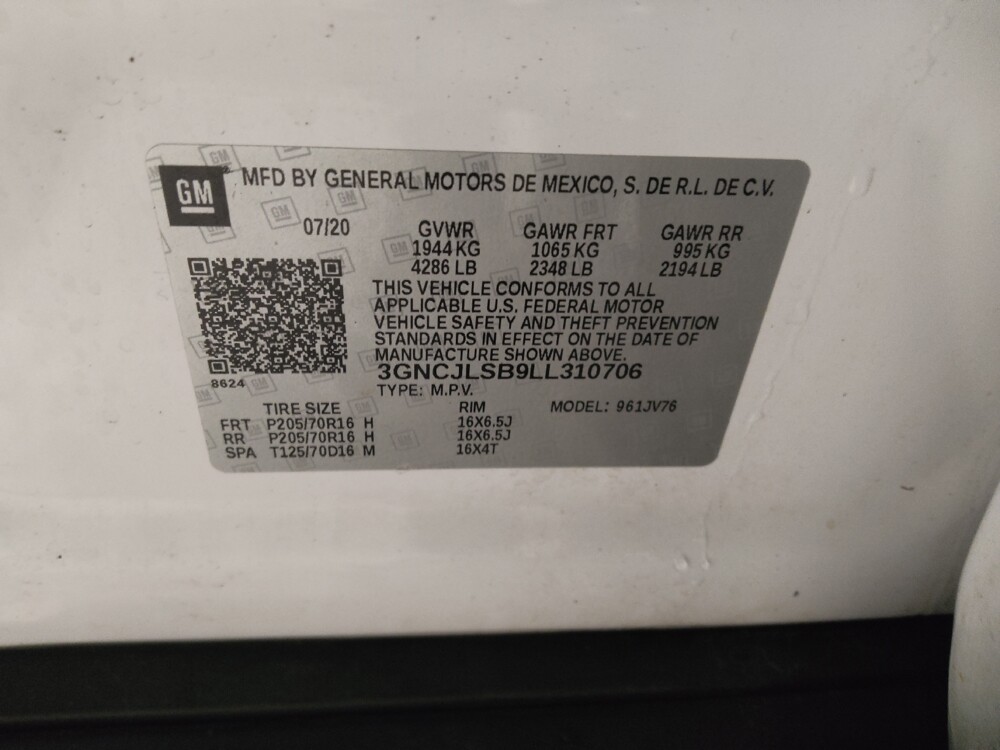 GM
MFD BY GENERAL MOTORS DE MEXICO, S. DE R.L. DE C.V.
07/20 GVWR GAWR FRT GAWR RR
1944 KG 1065 KG 995 KG
4286 LB 2348 LB 2194 LB
THIS VEHICLE CONFORMS TO ALL
APPLICABLE U.S. FEDERAL MOTOR
VEHICLE SAFETY AND THEFT PREVENTION
STANDARDS IN EFFECT ON THE DATE OF
MANUFACTURE SHOWN ABOVE.
3GNCJLSB9LL310706
8624
TYPE: M.P.V.
TIRE SIZE RIM MODEL: 961JV76
FRT P205/70R16 H 16X6.5J
RR P205/70R16 H 16X6.5J
SPA T125/70D16 M 16X4T